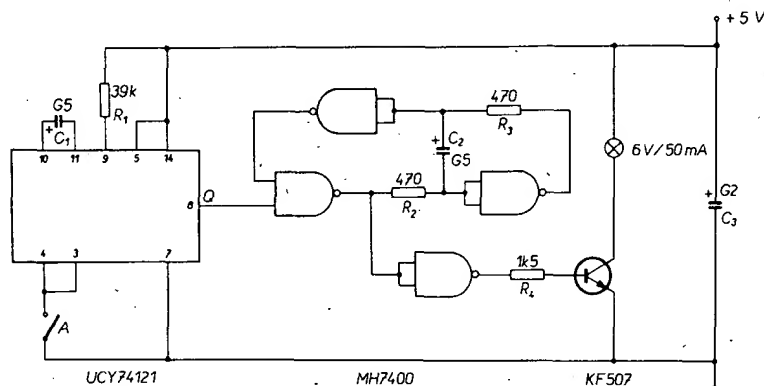 + 5 V
39k
R1
G5
+ C1
10 11 9 5 14
8
Q
4 3 7
A
470
R3
C2
+ G5
470
R2
1k5
R4
6V/50mA
+ G2
C3
UCY74121 MH7400 KF507